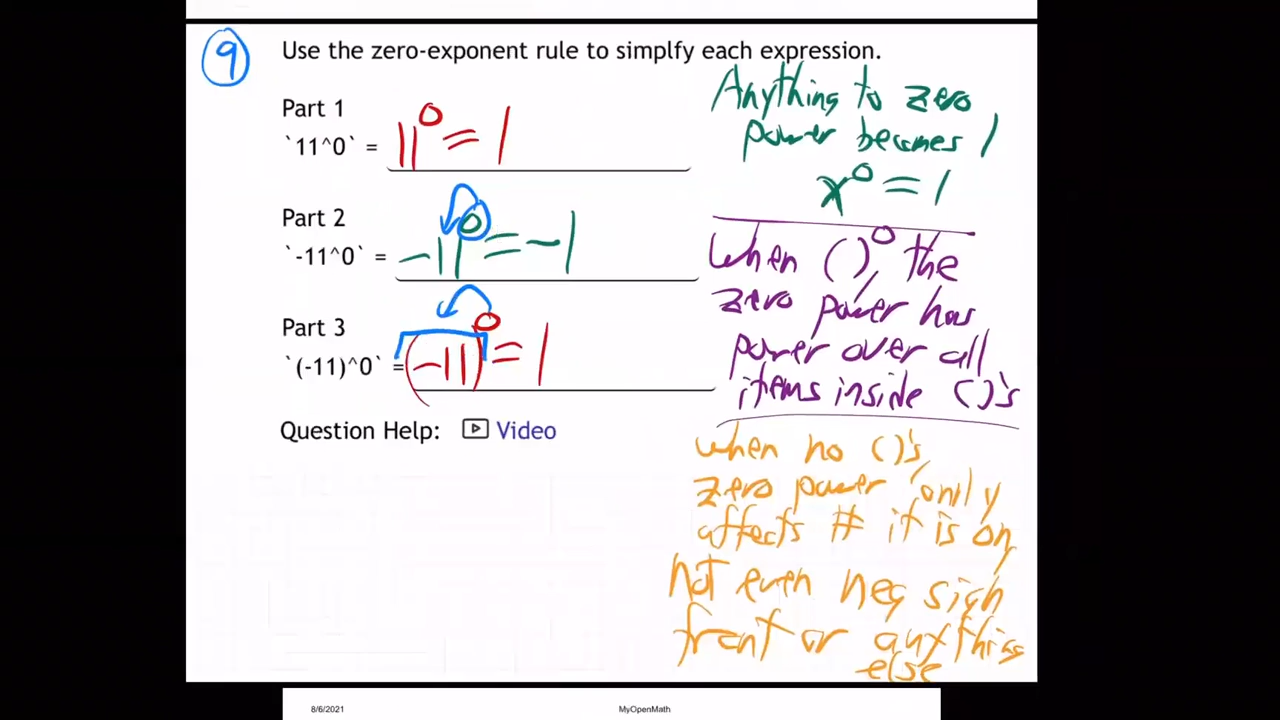 9
Use the zero-exponent rule to simplfy each expression.
Part 1
`11^0` = 11^0 = 1
Part 2
`-11^0` = -11^0 = -1
Part 3
`(-11)^0` = (-11)^0 = 1
Question Help: Video
Anything to zero
power becomes 1
x^0 = 1
When ()^0, the
zero power has
power over all
items inside ()'s
when no ()'s,
zero power only
affects # it is on
not even neg sign
front or anything
else
8/6/2021
MyOpenMath